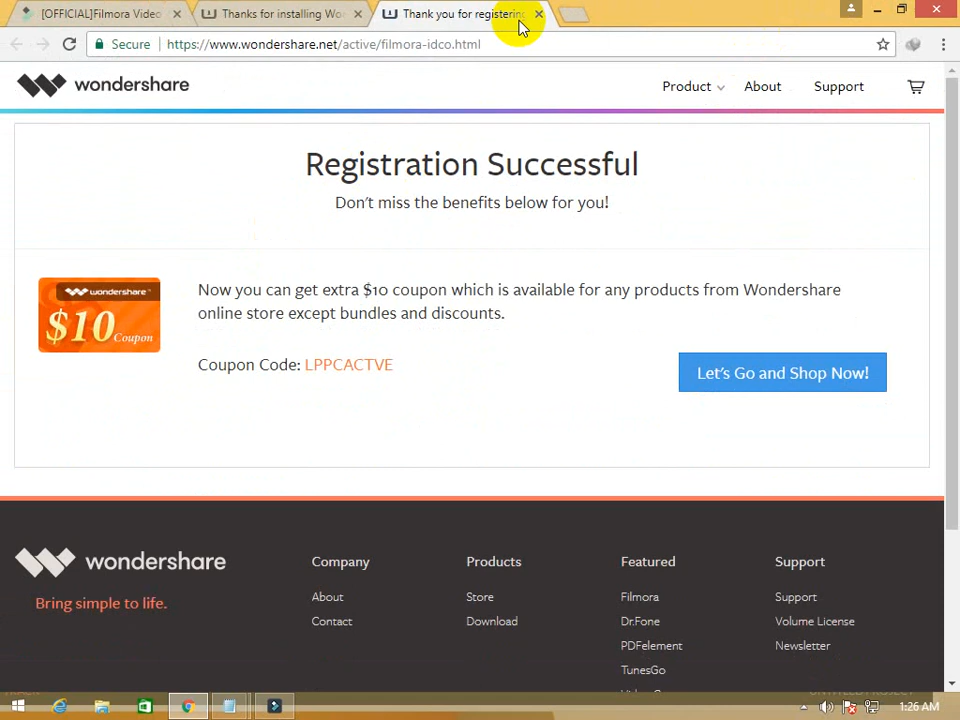 [OFFICIAL]Filmora Video
Thanks for installing Wo
Thank you for registering
Secure
https://www.wondershare.net/active/filmora-idco.html
wondershare
Product
About
Support
Registration Successful
Don't miss the benefits below for you!
wondershare
$10 Coupon
Now you can get extra $10 coupon which is available for any products from Wondershare
online store except bundles and discounts.
Coupon Code: LPPCACTVE
Let's Go and Shop Now!
wondershare
Bring simple to life.
Company
About
Contact
Products
Store
Download
Featured
Filmora
Dr.Fone
PDFelement
TunesGo
Support
Support
Volume License
Newsletter
1:26 AM